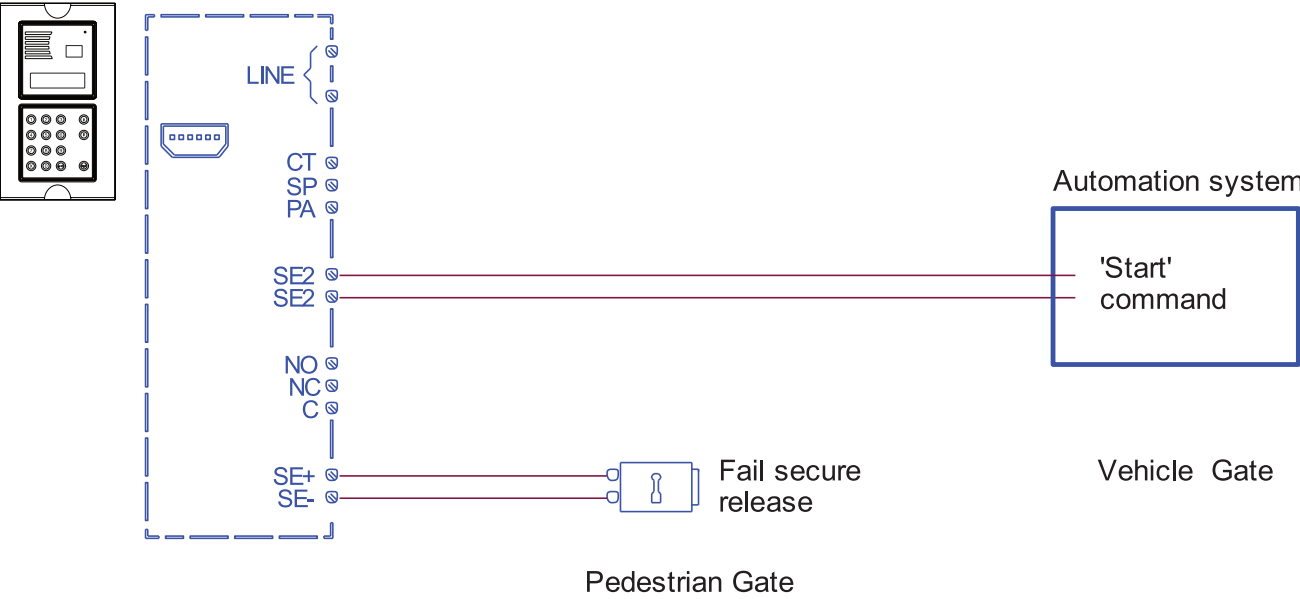 LINE
CT
SP
PA
Automation system
SE2
SE2
'Start'
command
NO
NC
C
SE+
SE-
Fail secure
release
Vehicle Gate
Pedestrian Gate